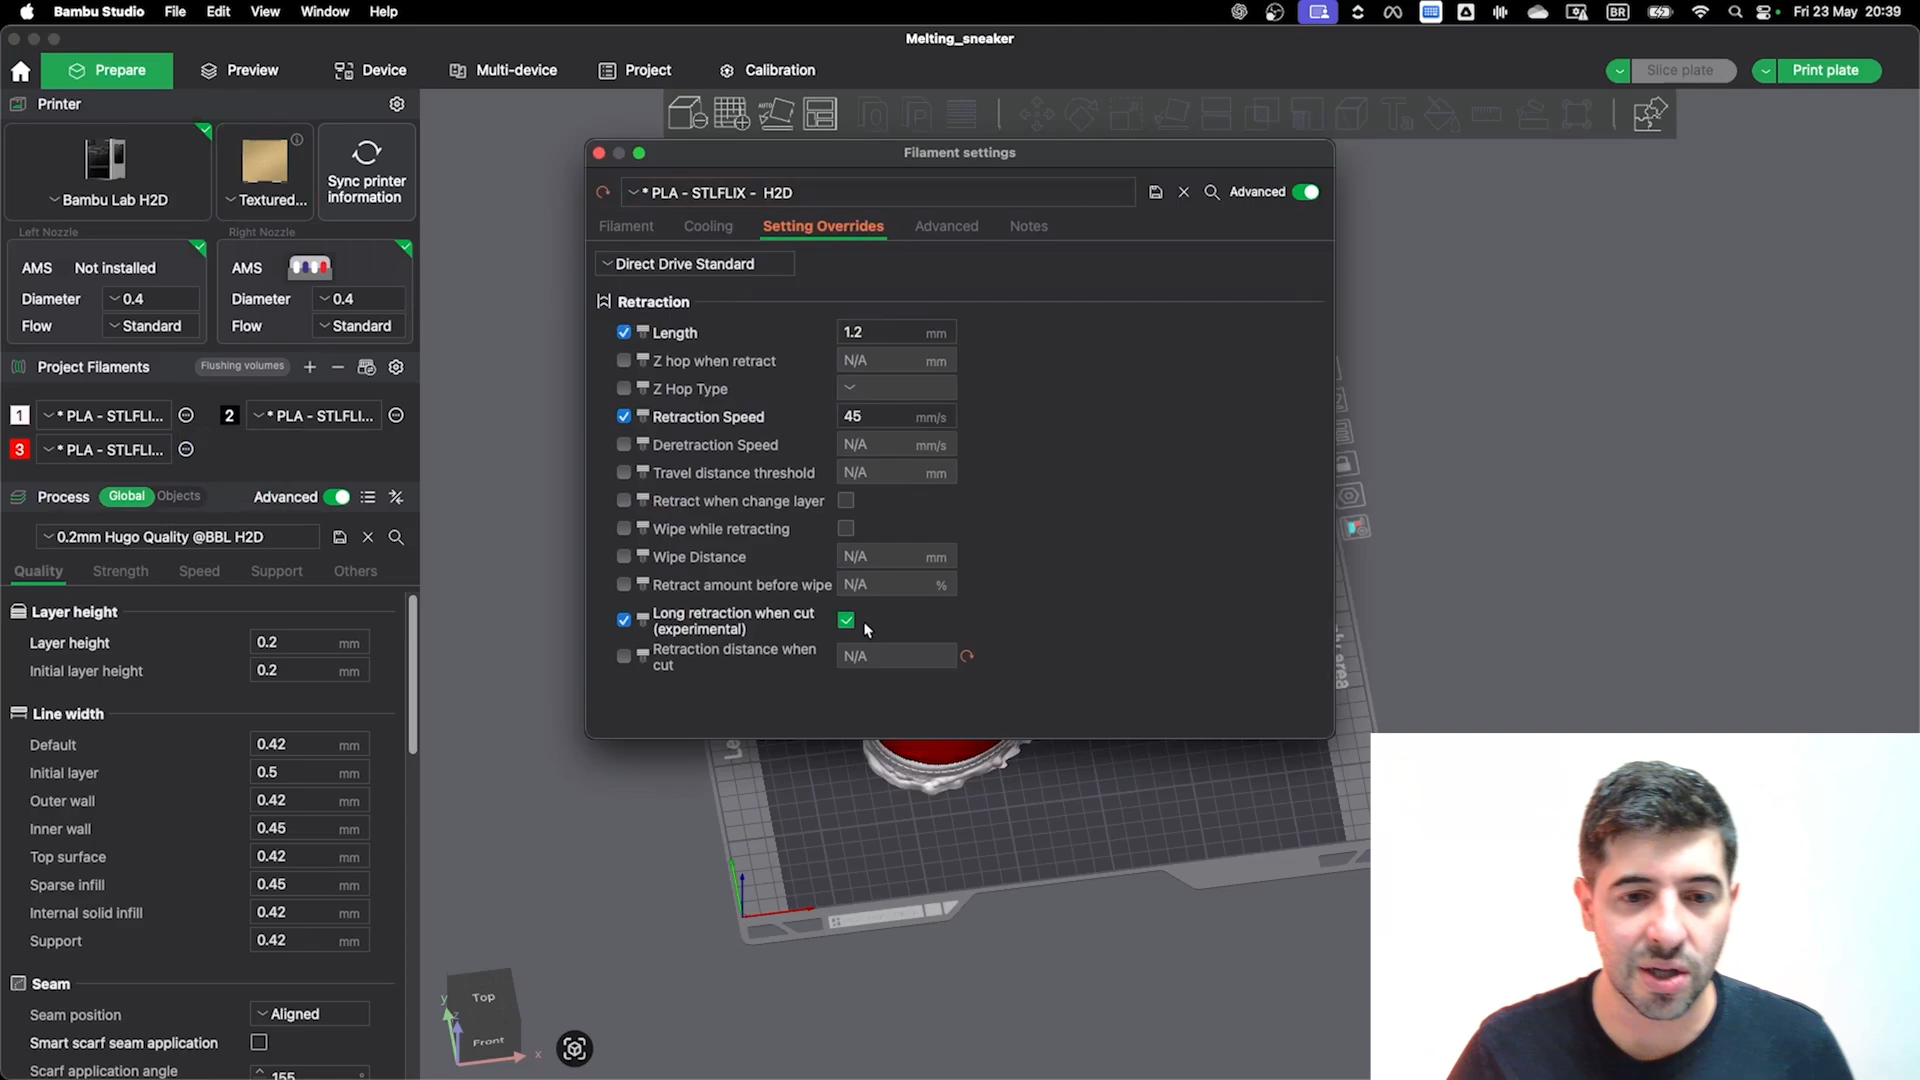 Bambu Studio File Edit View Window Help BR Fri 23 May 20:39
Melting_sneaker
Prepare Preview Device Multi-device Project Calibration Slice plate Print plate
Printer
Bambu Lab H2D Textured... Sync printer information
Left Nozzle Right Nozzle
AMS Not installed AMS
Diameter 0.4 Diameter 0.4
Flow Standard Flow Standard
Project Filaments Flushing volumes + −
1 * PLA - STLFLI... 2 * PLA - STLFLI...
3 * PLA - STLFLI...
Process Global Objects Advanced
0.2mm Hugo Quality @BBL H2D
Quality Strength Speed Support Others
Layer height
Layer height 0.2 mm
Initial layer height 0.2 mm
Line width
Default 0.42 mm
Initial layer 0.5 mm
Outer wall 0.42 mm
Inner wall 0.45 mm
Top surface 0.42 mm
Sparse infill 0.45 mm
Internal solid infill 0.42 mm
Support 0.42 mm
Seam
Seam position Aligned
Smart scarf seam application
Scarf application angle 155 °
AUTO
Filament settings
* PLA - STLFLIX - H2D Advanced
Filament Cooling Setting Overrides Advanced Notes
Direct Drive Standard
Retraction
Length 1.2 mm
Z hop when retract N/A mm
Z Hop Type
Retraction Speed 45 mm/s
Deretraction Speed N/A mm/s
Travel distance threshold N/A mm
Retract when change layer
Wipe while retracting
Wipe Distance N/A mm
Retract amount before wipe N/A %
Long retraction when cut
(experimental)
Retraction distance when
cut N/A
Top
Front
y z x